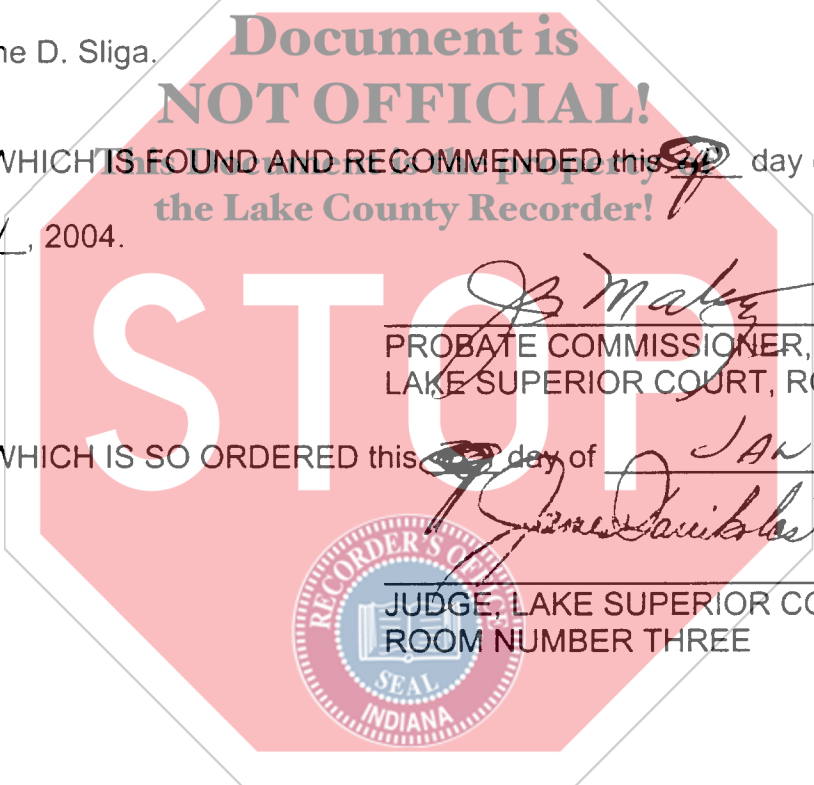 Document is
ne D. Sliga.
NOT OFFICIAL!
WHICH IS FOUND AND RECOMMENDED this day
This Document is the property of
the Lake County Recorder!
, 2004.
STOP
PROBATE COMMISSIONER,
LAKE SUPERIOR COURT, RO
WHICH IS SO ORDERED this day of JAN
JUDGE, LAKE SUPERIOR CO
ROOM NUMBER THREE
RECORDER'S OFFICE
SEAL
INDIANA